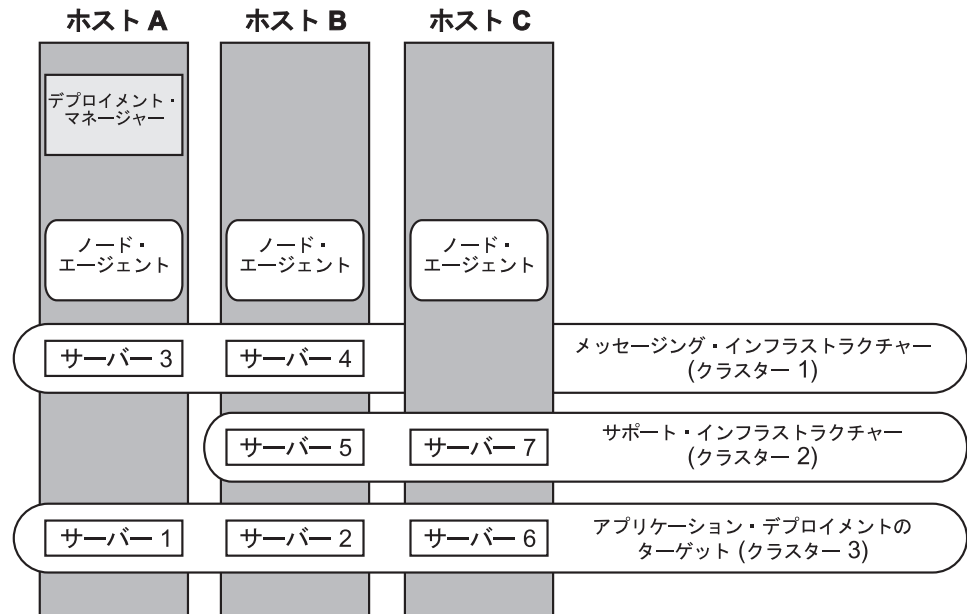 ホスト A
ホスト B
ホスト C
デプロイメント・
マネージャー
ノード・
エージェント
ノード・
エージェント
ノード・
エージェント
サーバー 3
サーバー 4
メッセージング・インフラストラクチャー
(クラスター 1)
サーバー 5
サーバー 7
サポート・インフラストラクチャー
(クラスター 2)
サーバー 1
サーバー 2
サーバー 6
アプリケーション・デプロイメントの
ターゲット (クラスター 3)